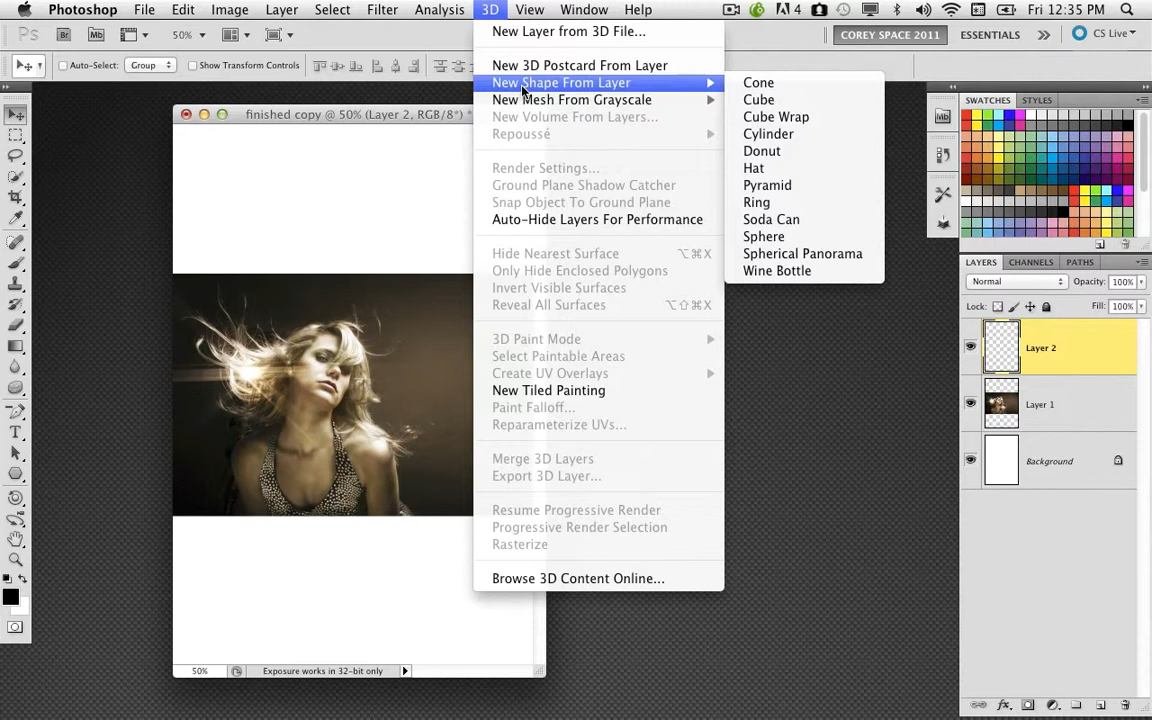 Photoshop File Edit Image Layer Select Filter Analysis 3D View Window Help 4 Fri 12:35 PM
Ps Br Mb 50% COREY SPACE 2011 ESSENTIALS CS Live
Auto-Select: Group Show Transform Controls
finished copy @ 50% (Layer 2, RGB/8*) *
New Layer from 3D File...
New 3D Postcard From Layer
New Shape From Layer
New Mesh From Grayscale
New Volume From Layers...
Repoussé
Render Settings...
Ground Plane Shadow Catcher
Snap Object To Ground Plane
Auto-Hide Layers For Performance
Hide Nearest Surface ⌥⌘X
Only Hide Enclosed Polygons
Invert Visible Surfaces
Reveal All Surfaces ⌥⇧⌘X
3D Paint Mode
Select Paintable Areas
Create UV Overlays
New Tiled Painting
Paint Falloff...
Reparameterize UVs...
Merge 3D Layers
Export 3D Layer...
Resume Progressive Render
Progressive Render Selection
Rasterize
Browse 3D Content Online...
Cone
Cube
Cube Wrap
Cylinder
Donut
Hat
Pyramid
Ring
Soda Can
Sphere
Spherical Panorama
Wine Bottle
Mb
SWATCHES STYLES
LAYERS CHANNELS PATHS
Normal Opacity: 100%
Lock: Fill: 100%
Layer 2
Layer 1
Background
fx
T
50% Exposure works in 32-bit only